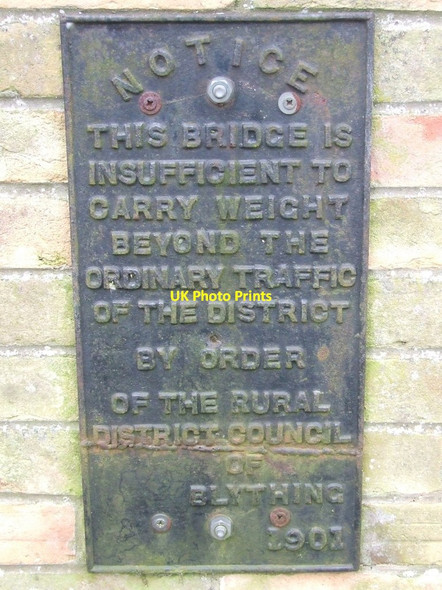 NOTICE
THIS BRIDGE IS
INSUFFICIENT TO
CARRY WEIGHT
BEYOND THE
ORDINARY TRAFFIC
UK Photo Prints
OF THE DISTRICT
BY ORDER
OF THE RURAL
DISTRICT COUNCIL
OF
BLYTHING
1901